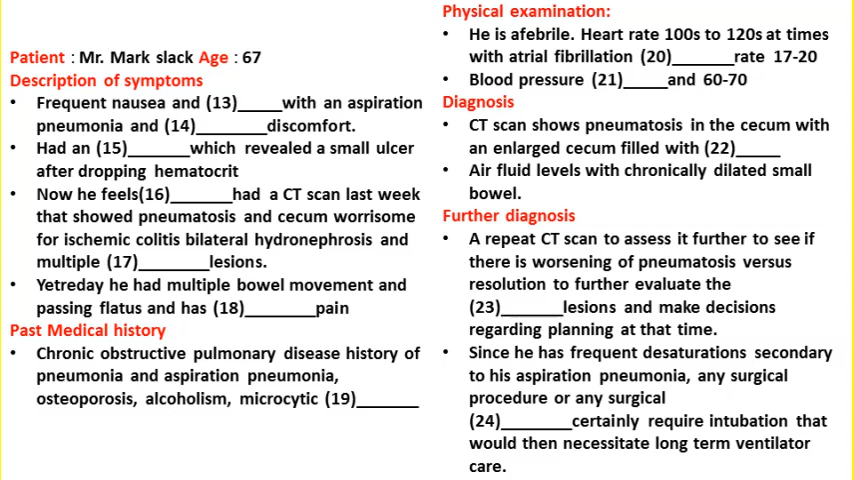 Patient : Mr. Mark slack Age : 67
Description of symptoms
• Frequent nausea and (13)_____with an aspiration
pneumonia and (14)________discomfort.
• Had an (15)_______which revealed a small ulcer
after dropping hematocrit
• Now he feels(16)_______had a CT scan last week
that showed pneumatosis and cecum worrisome
for ischemic colitis bilateral hydronephrosis and
multiple (17)________lesions.
• Yetreday he had multiple bowel movement and
passing flatus and has (18)________pain
Past Medical history
• Chronic obstructive pulmonary disease history of
pneumonia and aspiration pneumonia,
osteoporosis, alcoholism, microcytic (19)_______
Physical examination:
• He is afebrile. Heart rate 100s to 120s at times
with atrial fibrillation (20)_______rate 17-20
• Blood pressure (21)_____and 60-70
Diagnosis
• CT scan shows pneumatosis in the cecum with
an enlarged cecum filled with (22)_____
• Air fluid levels with chronically dilated small
bowel.
Further diagnosis
• A repeat CT scan to assess it further to see if
there is worsening of pneumatosis versus
resolution to further evaluate the
(23)_______lesions and make decisions
regarding planning at that time.
• Since he has frequent desaturations secondary
to his aspiration pneumonia, any surgical
procedure or any surgical
(24)________certainly require intubation that
would then necessitate long term ventilator
care.